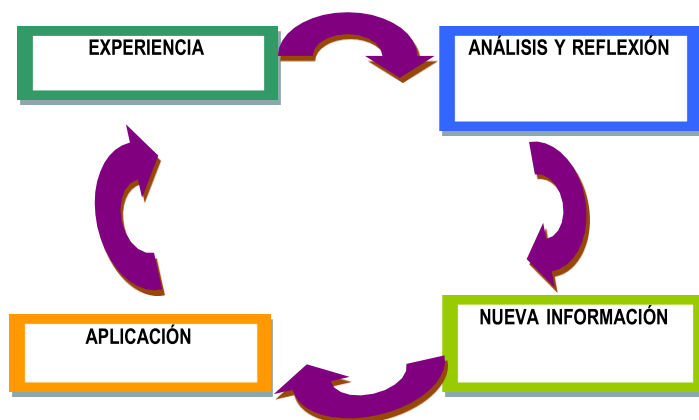 EXPERIENCIA
ANÁLISIS Y REFLEXIÓN
NUEVA INFORMACIÓN
APLICACIÓN